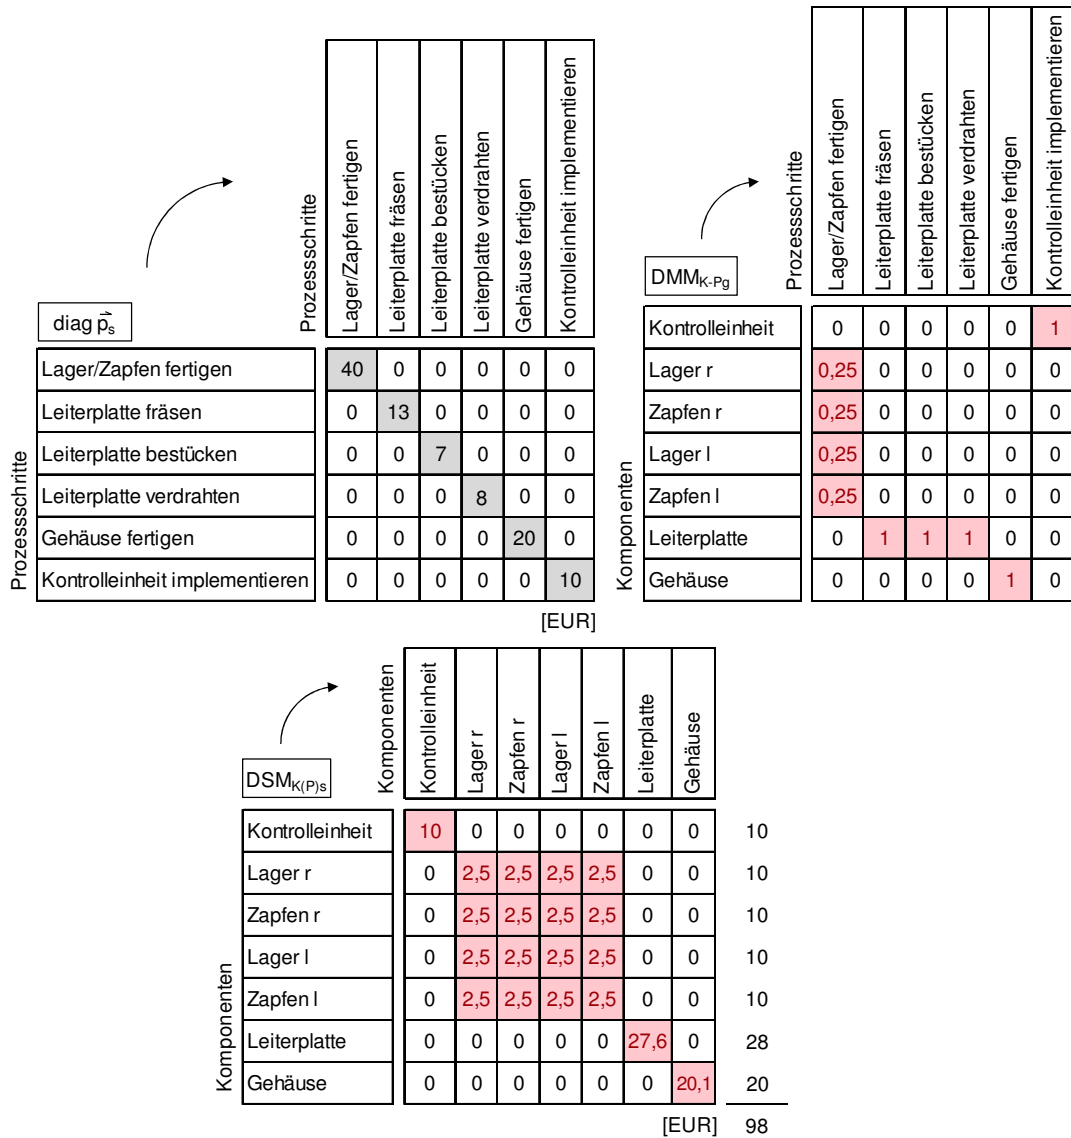 Prozessschritte
Lager/Zapfen fertigen
Leiterplatte fräsen
Leiterplatte bestücken
Leiterplatte verdrahten
Gehäuse fertigen
Kontrolleinheit implementieren
diag p⃗s
Prozessschritte
Lager/Zapfen fertigen 40 0 0 0 0 0
Leiterplatte fräsen 0 13 0 0 0 0
Leiterplatte bestücken 0 0 7 0 0 0
Leiterplatte verdrahten 0 0 0 8 0 0
Gehäuse fertigen 0 0 0 0 20 0
Kontrolleinheit implementieren 0 0 0 0 0 10
[EUR]
Prozessschritte
Lager/Zapfen fertigen
Leiterplatte fräsen
Leiterplatte bestücken
Leiterplatte verdrahten
Gehäuse fertigen
Kontrolleinheit implementieren
DMMK-Pg
Komponenten
Kontrolleinheit 0 0 0 0 0 1
Lager r 0,25 0 0 0 0 0
Zapfen r 0,25 0 0 0 0 0
Lager l 0,25 0 0 0 0 0
Zapfen l 0,25 0 0 0 0 0
Leiterplatte 0 1 1 1 0 0
Gehäuse 0 0 0 0 1 0
Komponenten
Kontrolleinheit
Lager r
Zapfen r
Lager l
Zapfen l
Leiterplatte
Gehäuse
DSMK(P)s
Komponenten
Kontrolleinheit 10 0 0 0 0 0 0 10
Lager r 0 2,5 2,5 2,5 2,5 0 0 10
Zapfen r 0 2,5 2,5 2,5 2,5 0 0 10
Lager l 0 2,5 2,5 2,5 2,5 0 0 10
Zapfen l 0 2,5 2,5 2,5 2,5 0 0 10
Leiterplatte 0 0 0 0 0 27,6 0 28
Gehäuse 0 0 0 0 0 0 20,1 20
[EUR] 98